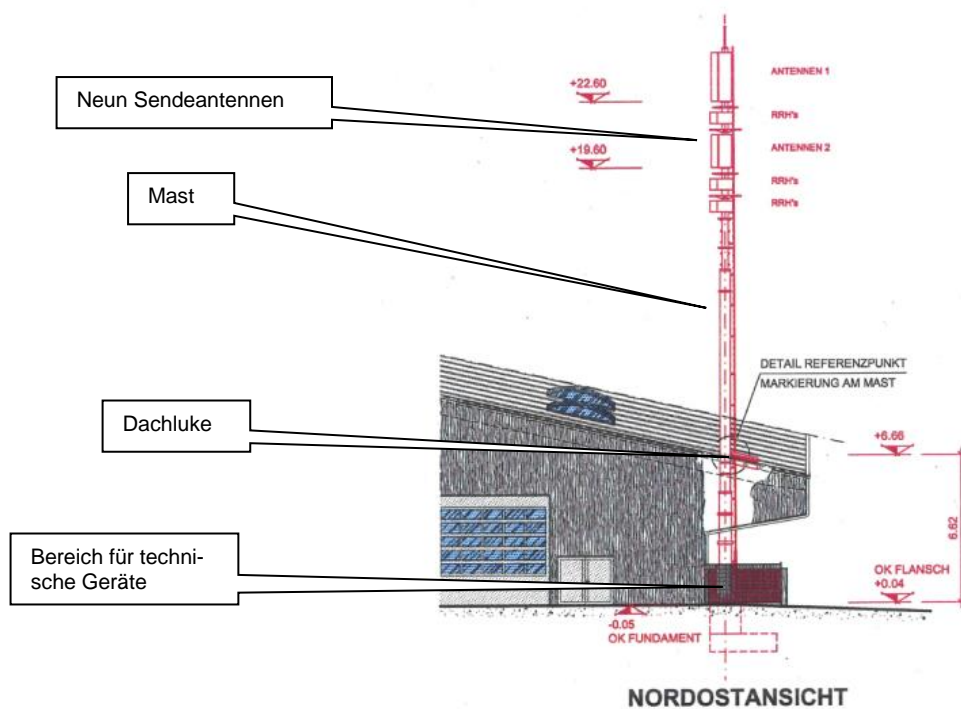 ANTENNEN 1
Neun Sendeantennen
+22.60
RRH's
ANTENNEN 2
+19.60
RRH's
RRH's
Mast
DETAIL REFERENZPUNKT
MARKIERUNG AM MAST
Dachluke
+6.66
6.62
Bereich für techni-
sche Geräte
OK FLANSCH
+0.04
-0.05
OK FUNDAMENT
NORDOSTANSICHT